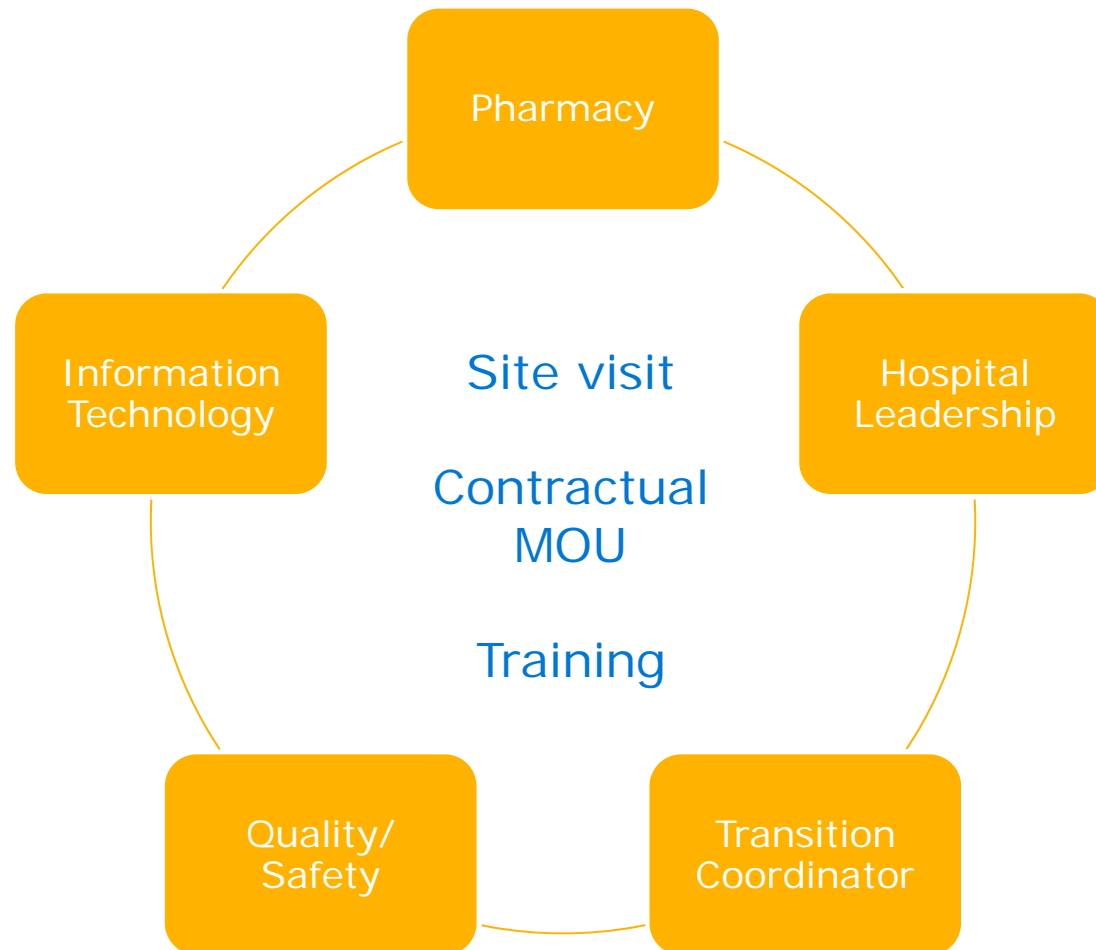 Pharmacy
Information
Technology
Site visit
Hospital
Leadership
Contractual
MOU
Training
Quality/
Safety
Transition
Coordinator